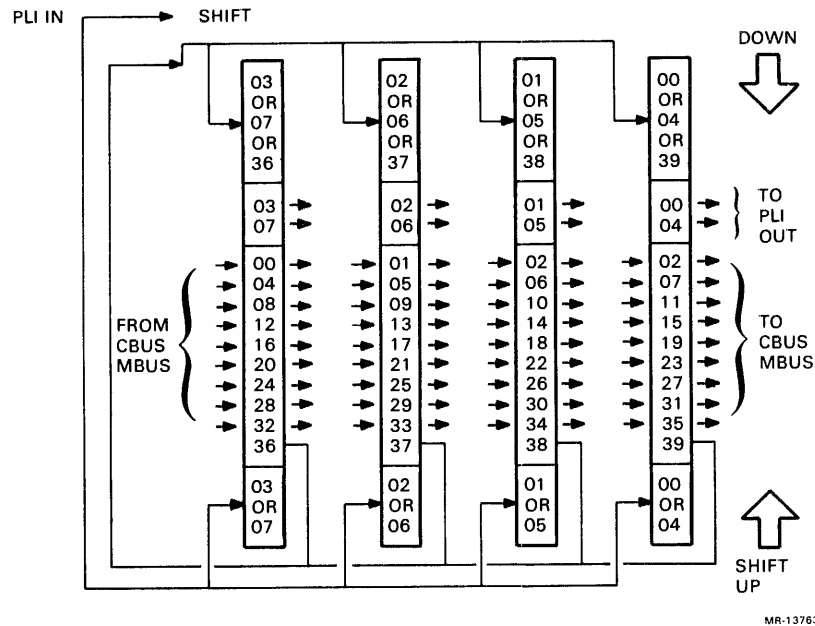 PLI IN SHIFT
DOWN
03 02 01 00
OR OR OR OR
07 06 05 04
OR OR OR OR
36 37 38 39
03 02 01 00 TO
07 06 05 04 PLI
OUT
00 01 02 02
04 05 06 07
08 09 10 11
FROM 12 13 14 15 TO
CBUS 16 17 18 19 CBUS
MBUS 20 21 22 23 MBUS
24 25 26 27
28 29 30 31
32 33 34 35
36 37 38 39
03 02 01 00
OR OR OR OR
07 06 05 04
SHIFT
UP
MR-13763